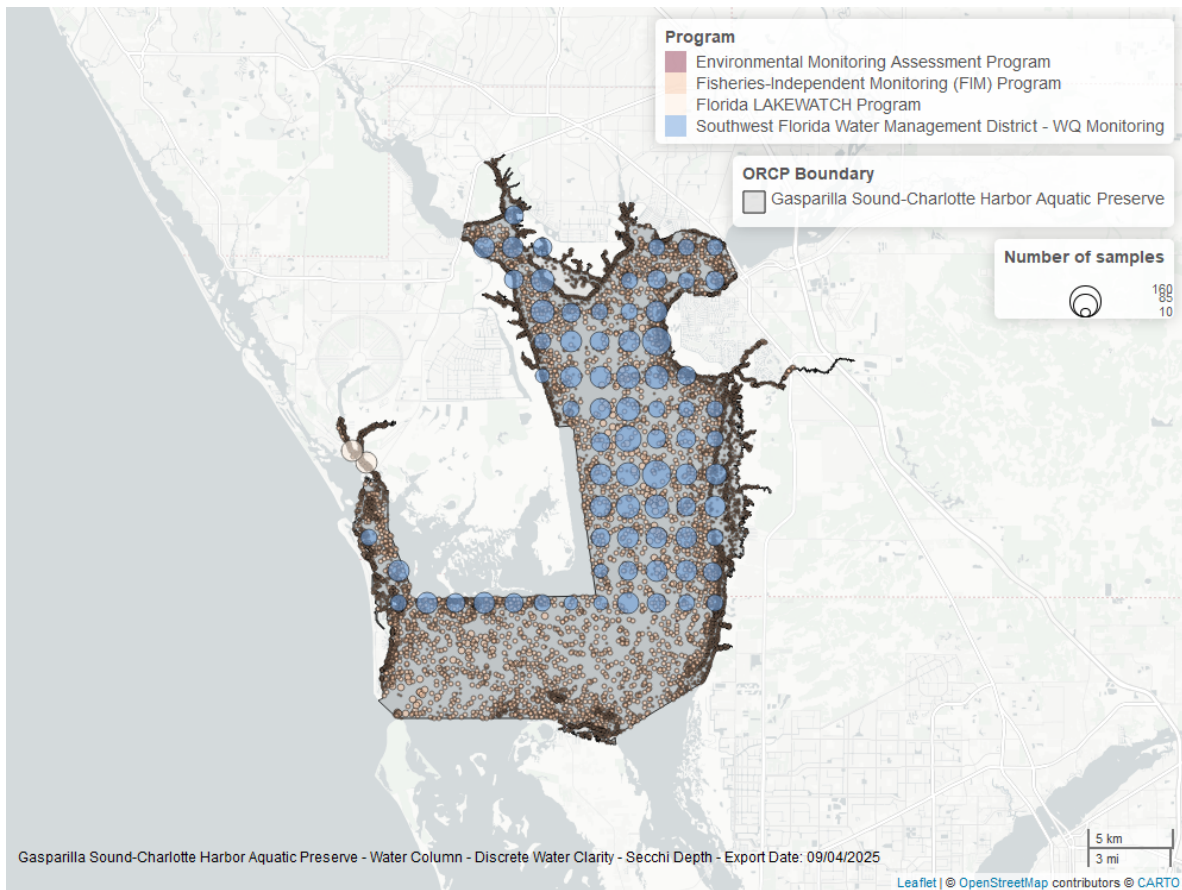 Program
Environmental Monitoring Assessment Program
Fisheries-Independent Monitoring (FIM) Program
Florida LAKEWATCH Program
Southwest Florida Water Management District - WQ Monitoring
ORCP Boundary
Gasparilla Sound-Charlotte Harbor Aquatic Preserve
Number of samples
160
85
10
5 km
3 mi
Gasparilla Sound-Charlotte Harbor Aquatic Preserve - Water Column - Discrete Water Clarity - Secchi Depth - Export Date: 09/04/2025
Leaflet | © OpenStreetMap contributors © CARTO